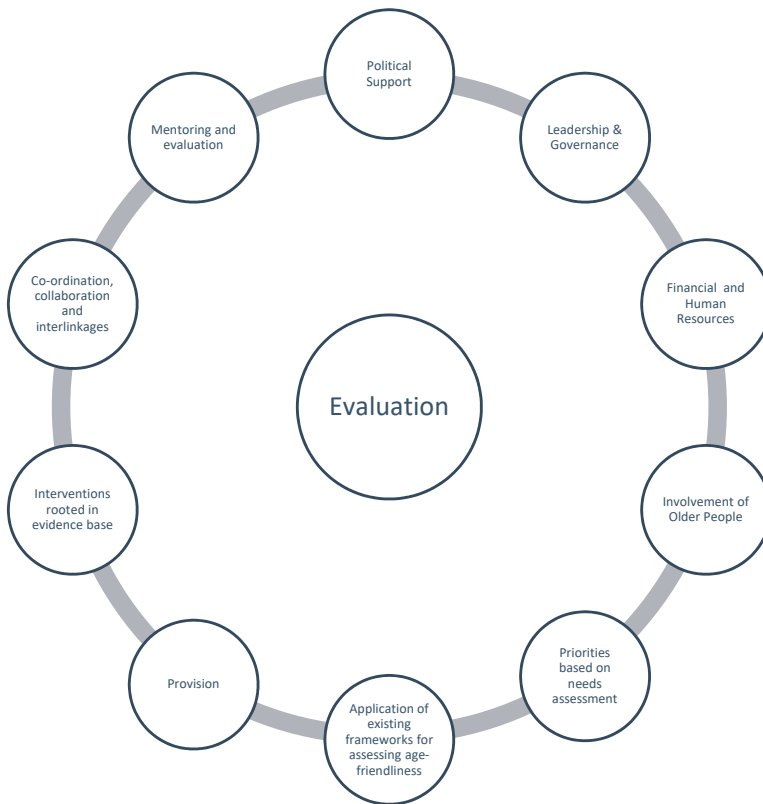 Political
Support
Leadership &
Governance
Financial and
Human
Resources
Involvement of
Older People
Priorities
based on
needs
assessment
Application of
existing
frameworks for
assessing age-
friendliness
Provision
Interventions
rooted in
evidence base
Co-ordination,
collaboration
and
interlinkages
Mentoring and
evaluation
Evaluation